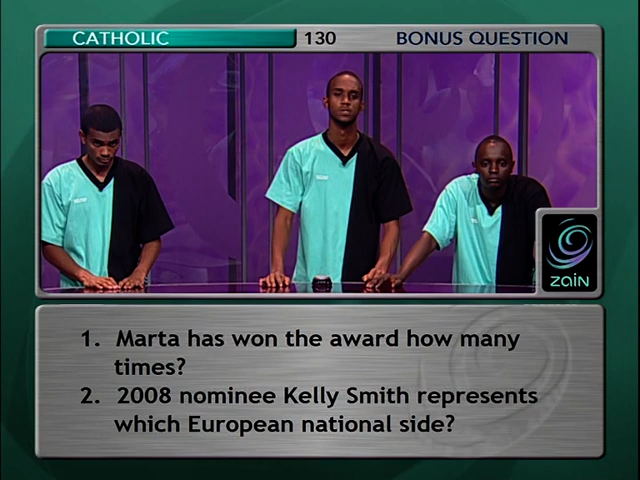 CATHOLIC 130 BONUS QUESTION
zain
1. Marta has won the award how many
times?
2. 2008 nominee Kelly Smith represents
which European national side?